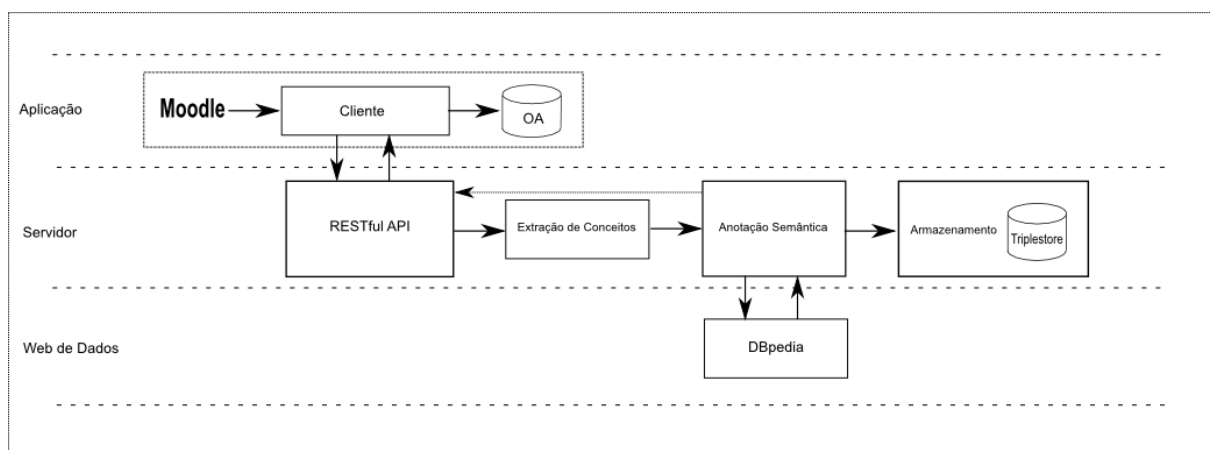 Aplicação
Moodle
Cliente
OA
Servidor
RESTful API
Extração de Conceitos
Anotação Semântica
Armazenamento
Triplestore
Web de Dados
DBpedia